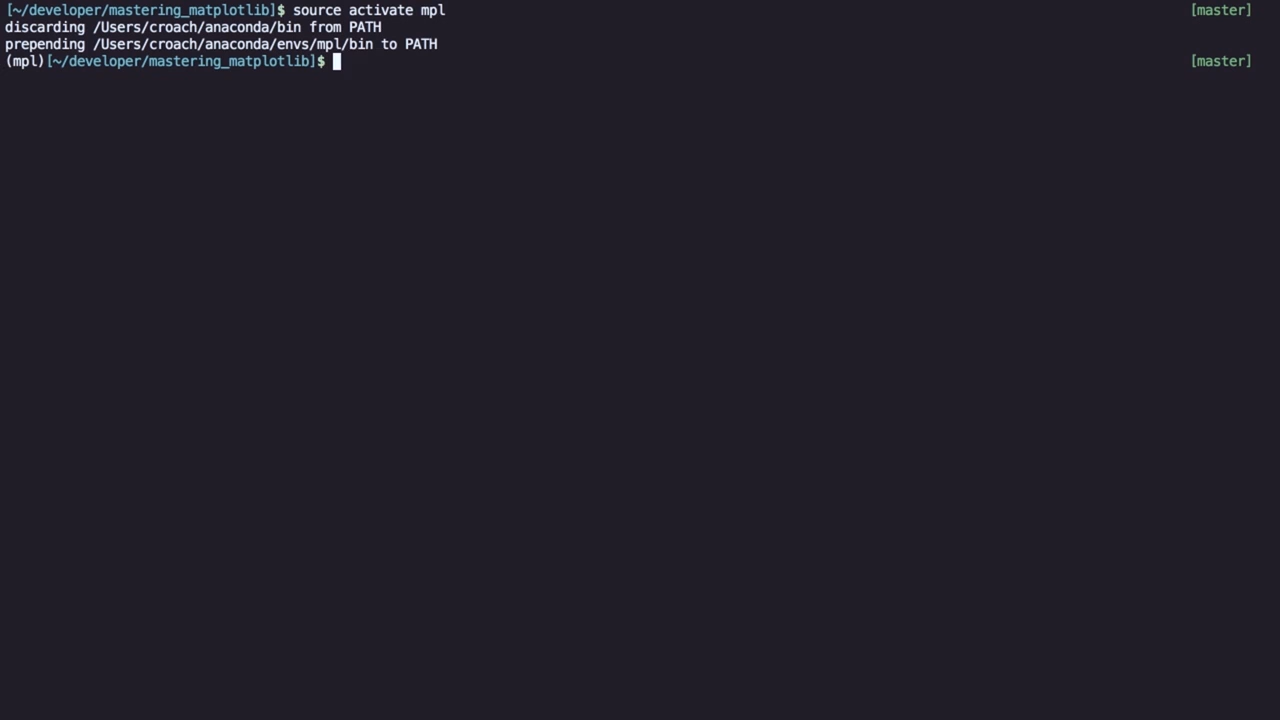 [~/developer/mastering_matplotlib]$ source activate mpl [master]
discarding /Users/croach/anaconda/bin from PATH
prepending /Users/croach/anaconda/envs/mpl/bin to PATH
(mpl)[~/developer/mastering_matplotlib]$ [master]